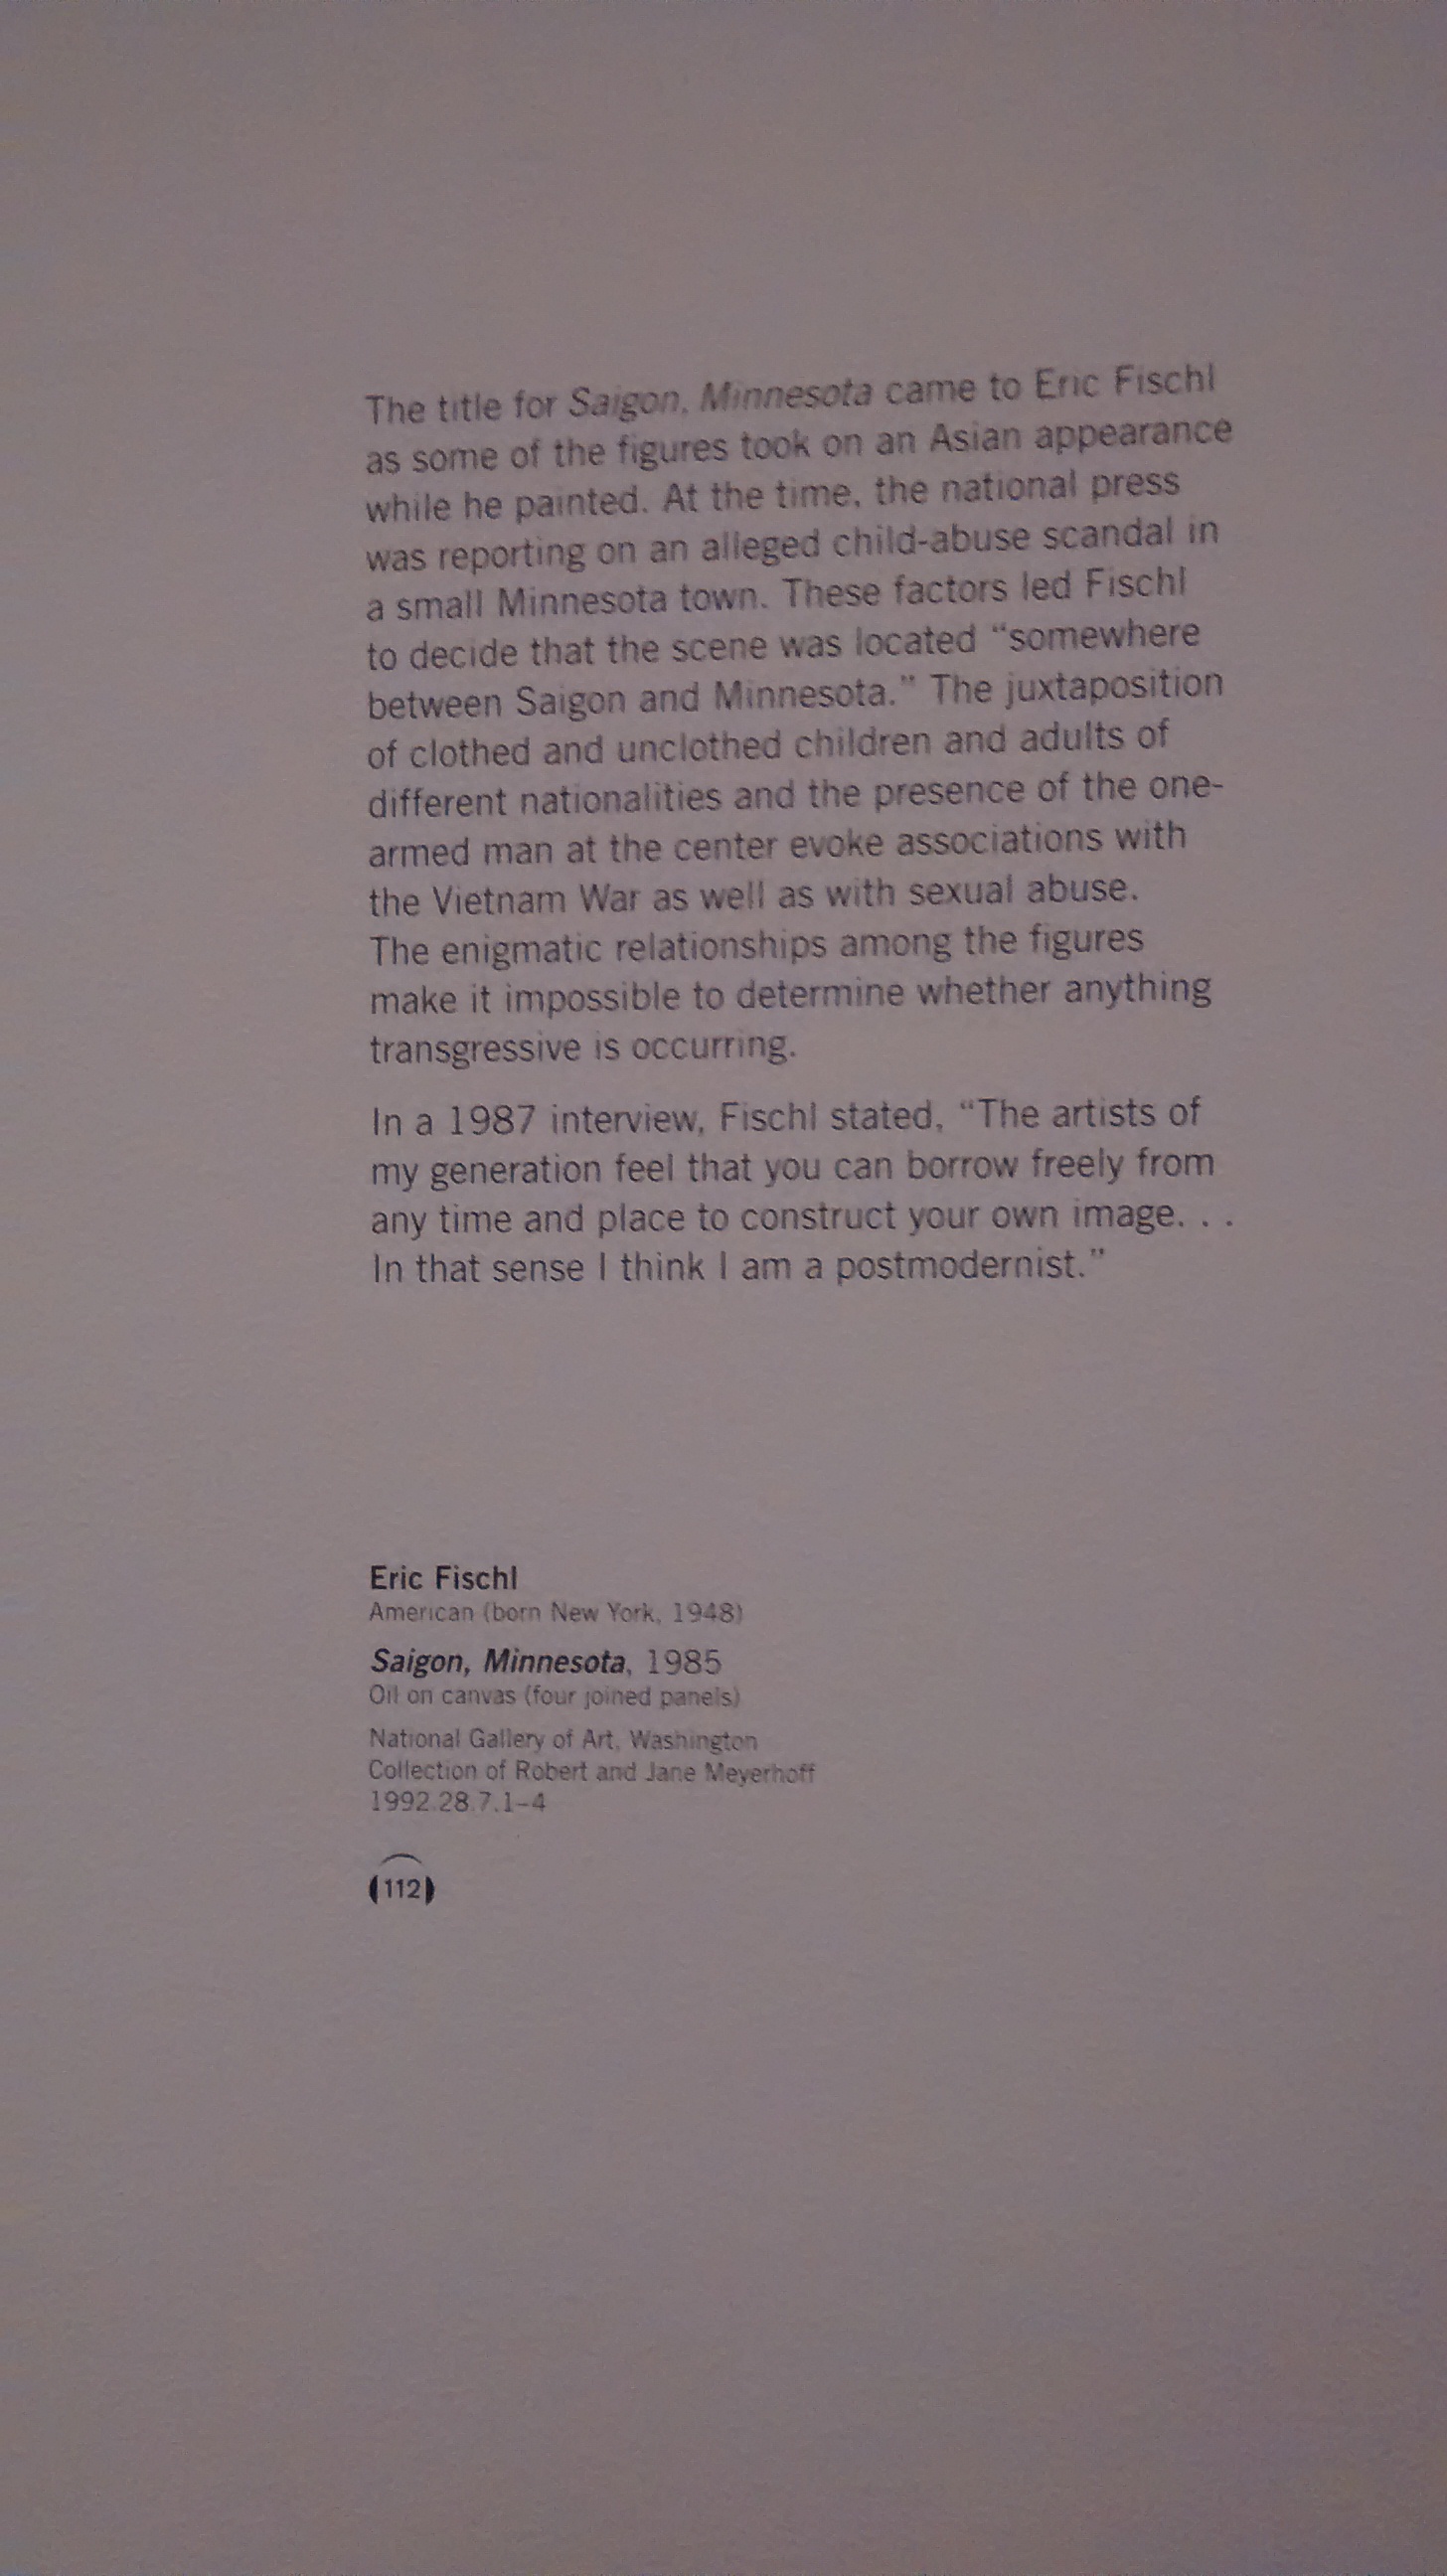 The title for Saigon, Minnesota came to Eric Fischl
as some of the figures took on an Asian appearance
while he painted. At the time, the national press
was reporting on an alleged child-abuse scandal in
a small Minnesota town. These factors led Fischl
to decide that the scene was located “somewhere
between Saigon and Minnesota.” The juxtaposition
of clothed and unclothed children and adults of
different nationalities and the presence of the one-
armed man at the center evoke associations with
the Vietnam War as well as with sexual abuse.
The enigmatic relationships among the figures
make it impossible to determine whether anything
transgressive is occurring.
In a 1987 interview, Fischl stated, “The artists of
my generation feel that you can borrow freely from
any time and place to construct your own image. . .
In that sense I think I am a postmodernist.”
Eric Fischl
American (born New York, 1948)
Saigon, Minnesota, 1985
Oil on canvas (four joined panels)
National Gallery of Art, Washington
Collection of Robert and Jane Meyerhoff
1992.28.7.1–4
112